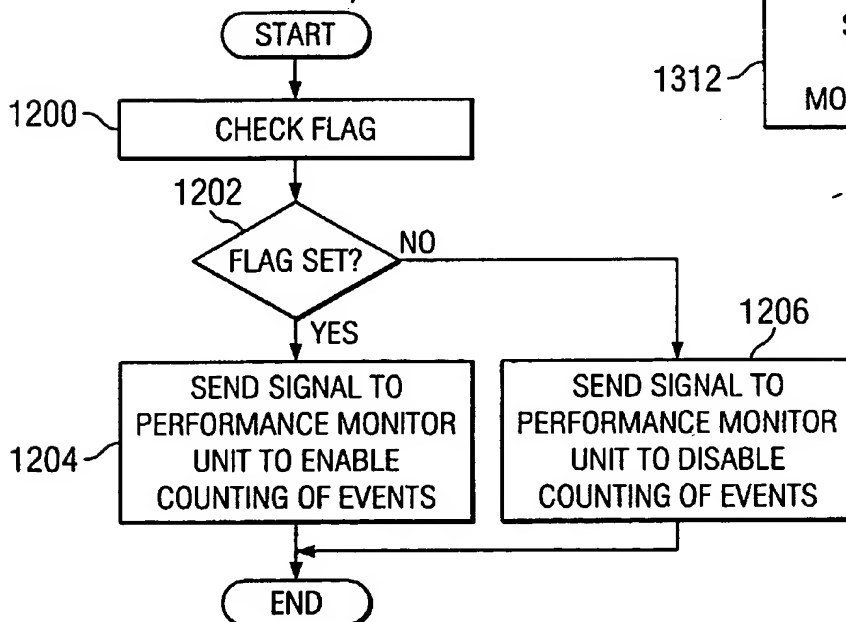 START
1312
S
MO
1200
CHECK FLAG
1202
FLAG SET?
NO
YES
1206
1204
SEND SIGNAL TO
PERFORMANCE MONITOR
UNIT TO ENABLE
COUNTING OF EVENTS
SEND SIGNAL TO
PERFORMANCE MONITOR
UNIT TO DISABLE
COUNTING OF EVENTS
END